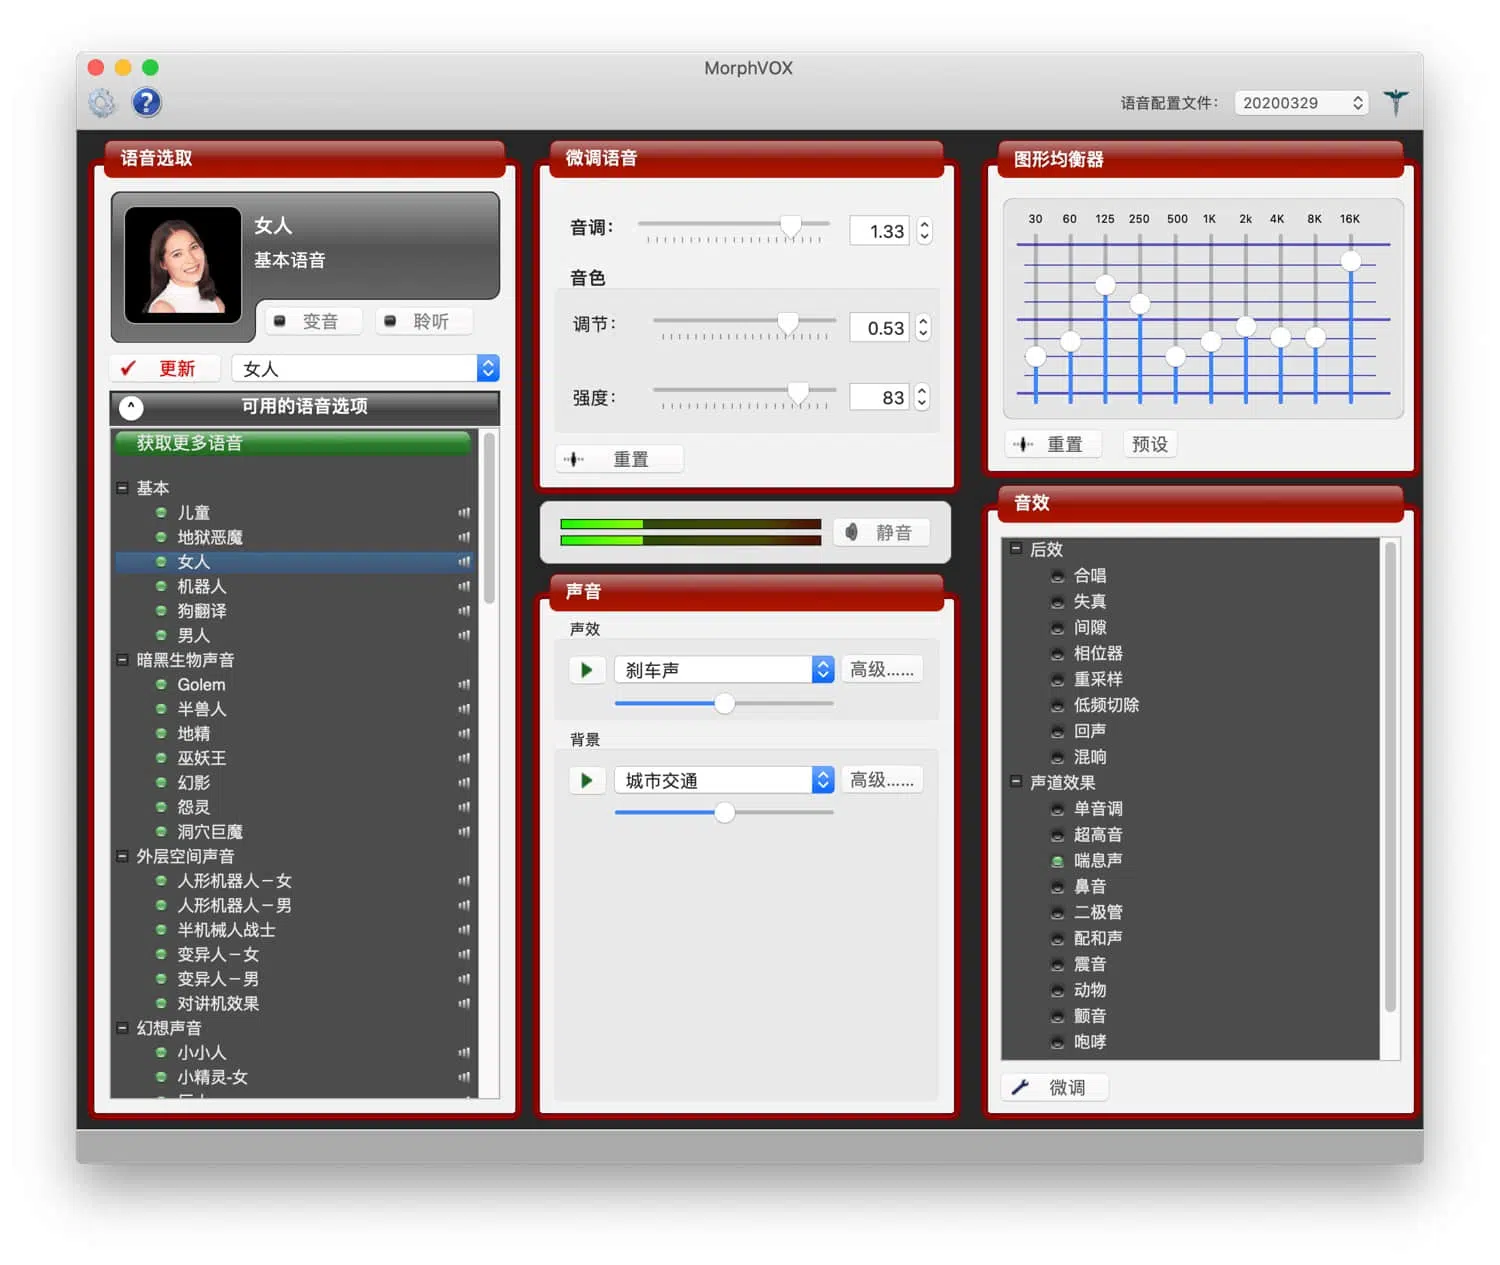 MorphVOX
语音配置文件：
20200329
语音选取
女人
基本语音
变音
聆听
更新
女人
可用的语音选项
获取更多语音
基本
儿童
地狱恶魔
女人
机器人
狗翻译
男人
暗黑生物声音
Golem
半兽人
地精
巫妖王
幻影
怨灵
洞穴巨魔
外层空间声音
人形机器人－女
人形机器人－男
半机械人战士
变异人－女
变异人－男
对讲机效果
幻想声音
小小人
小精灵-女
微调语音
音调：
1.33
音色
调节：
0.53
强度：
83
重置
静音
声音
声效
刹车声
高级......
背景
城市交通
高级......
图形均衡器
30 60 125 250 500 1K 2k 4K 8K 16K
重置
预设
音效
后效
合唱
失真
间隙
相位器
重采样
低频切除
回声
混响
声道效果
单音调
超高音
喘息声
鼻音
二极管
配和声
震音
动物
颤音
咆哮
微调